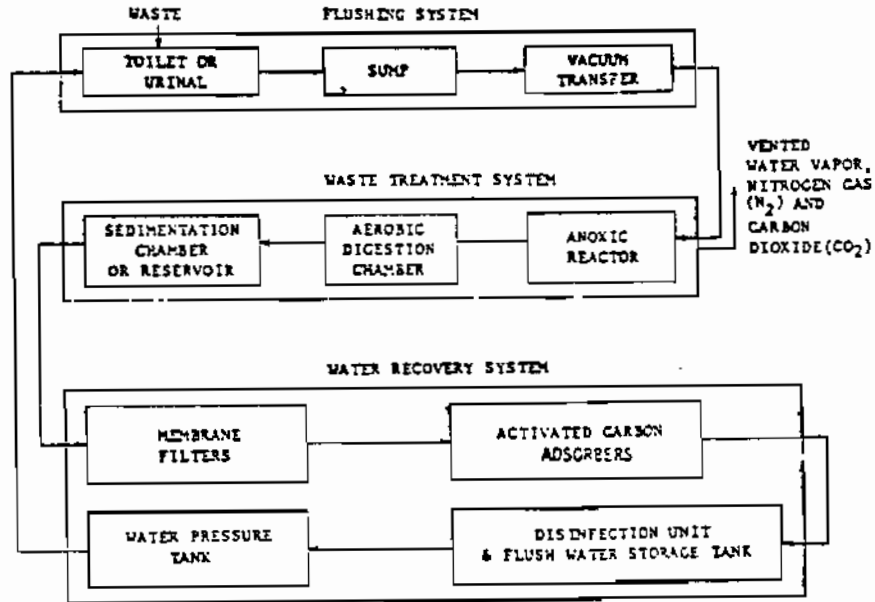 WASTE
FLUSHING SYSTEM
TOILET OR
URINAL
SUMP
VACUUM
TRANSFER
VENTED
WATER VAPOR,
NITROGEN GAS
(N2) AND
CARBON
DIOXIDE(CO2)
WASTE TREATMENT SYSTEM
SEDIMENTATION
CHAMBER
OR RESERVOIR
AEROBIC
DIGESTION
CHAMBER
ANOXIC
REACTOR
WATER RECOVERY SYSTEM
MEMBRANE
FILTERS
ACTIVATED CARBON
ADSORBERS
WATER PRESSURE
TANK
DISINFECTION UNIT
& FLUSH WATER STORAGE TANK